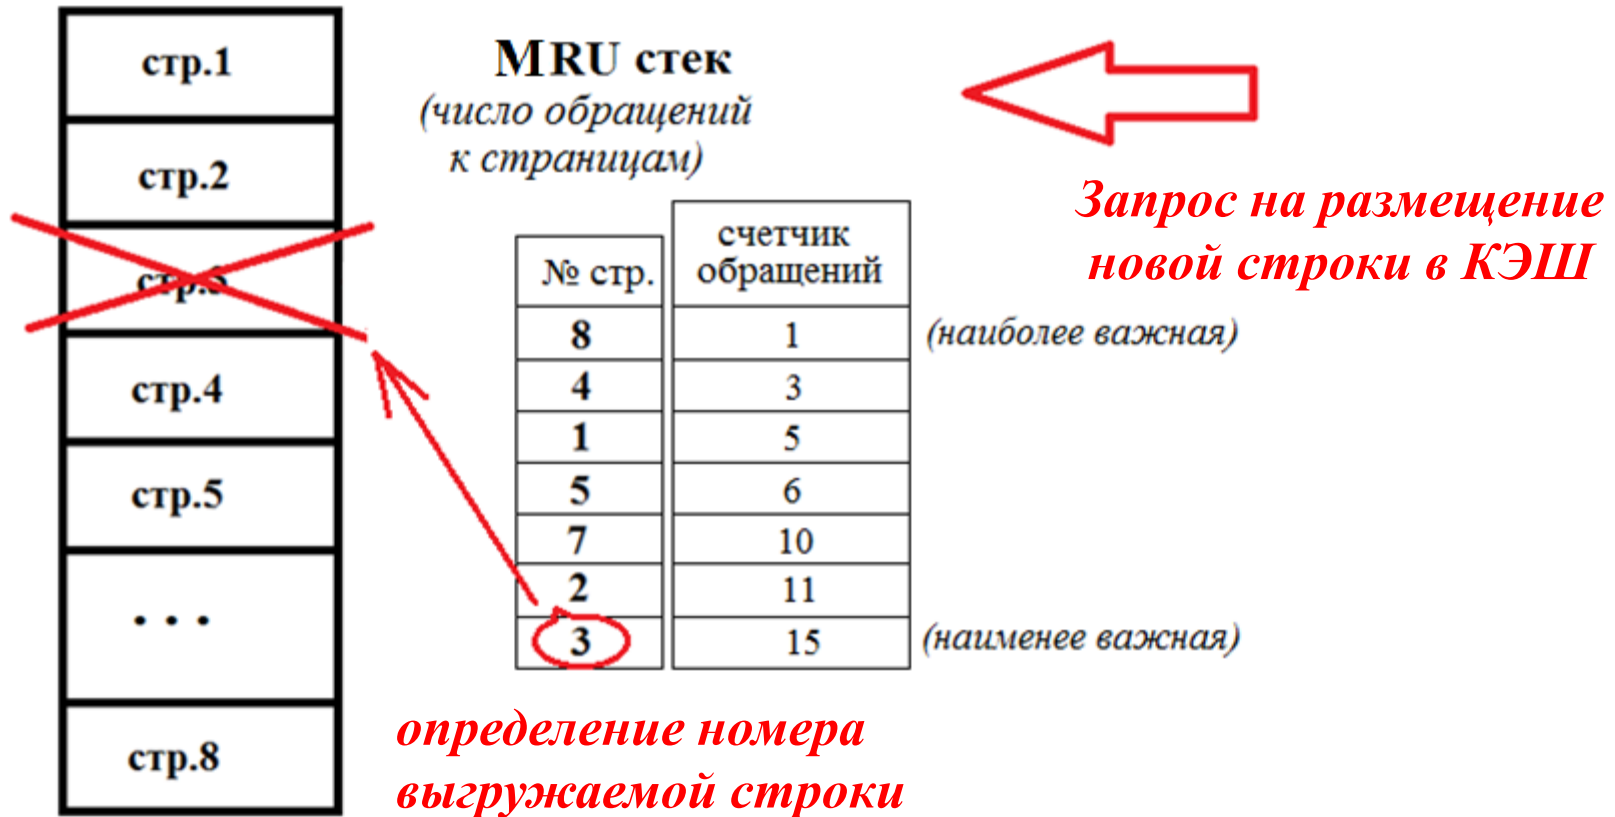 стр.1
стр.2
стр.3
стр.4
стр.5
• • •
стр.8
MRU стек
(число обращений
к страницам)
№ стр.
счетчик
обращений
8 1 (наиболее важная)
4 3
1 5
5 6
7 10
2 11
3 15 (наименее важная)
Запрос на размещение
новой строки в КЭШ
определение номера
выгружаемой строки